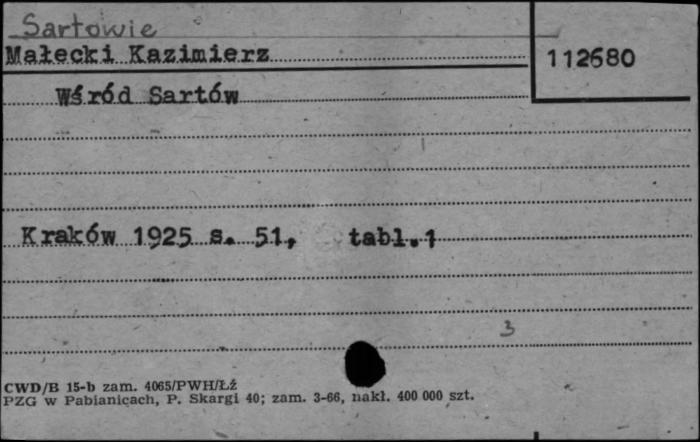 Sartowie
Małecki Kazimierz
112680
Wśród Sartów
Kraków 1925 s. 51, tabl.1
3
CWD/B 15-b zam. 4065/PWH/Łź
PZG w Pabianicach, P. Skargi 40; zam. 3-66, nakł. 400 000 szt.